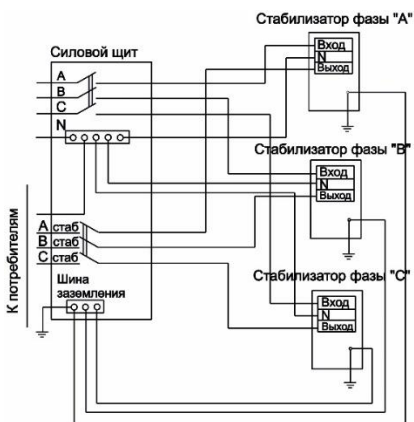 Стабилизатор фазы "А"
Вход
N
Выход
Силовой щит
А
В
С
N
Стабилизатор фазы "В"
Вход
N
Выход
К потребителям
А стаб
В стаб
С стаб
Шина
заземления
Стабилизатор фазы "С"
Вход
N
Выход